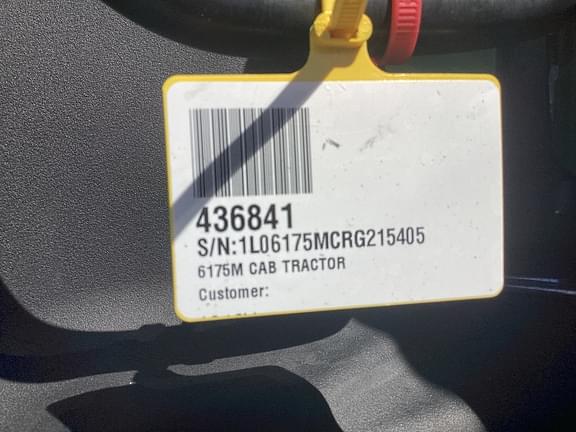 436841
S/N:1L06175MCRG215405
6175M CAB TRACTOR
Customer: